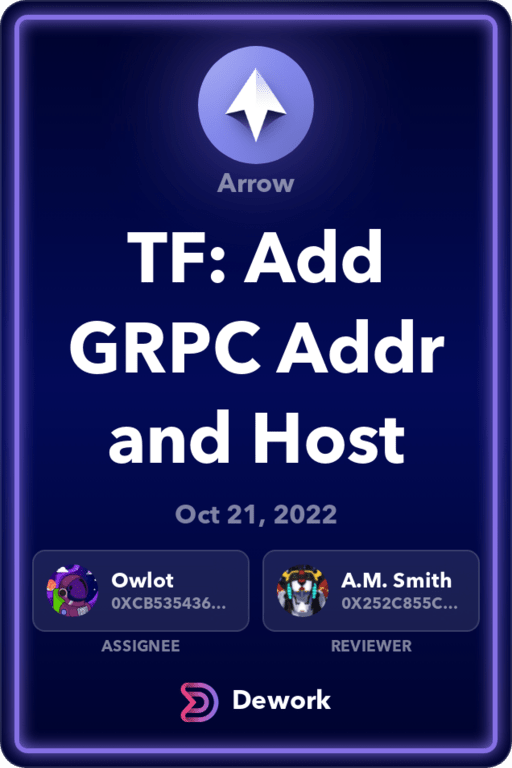 Arrow
TF: Add
GRPC Addr
and Host
Oct 21, 2022
Owlot
0XCB535436...
A.M. Smith
0X252C855C...
ASSIGNEE
REVIEWER
Dework